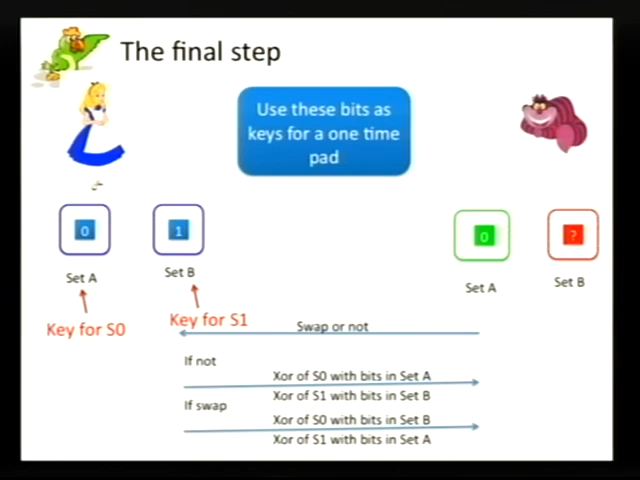 The final step
Use these bits as
keys for a one time
pad
0
1
0
?
Set A
Set B
Set A
Set B
Key for S0
Key for S1
Swap or not
If not
Xor of S0 with bits in Set A
Xor of S1 with bits in Set B
If swap
Xor of S0 with bits in Set B
Xor of S1 with bits in Set A